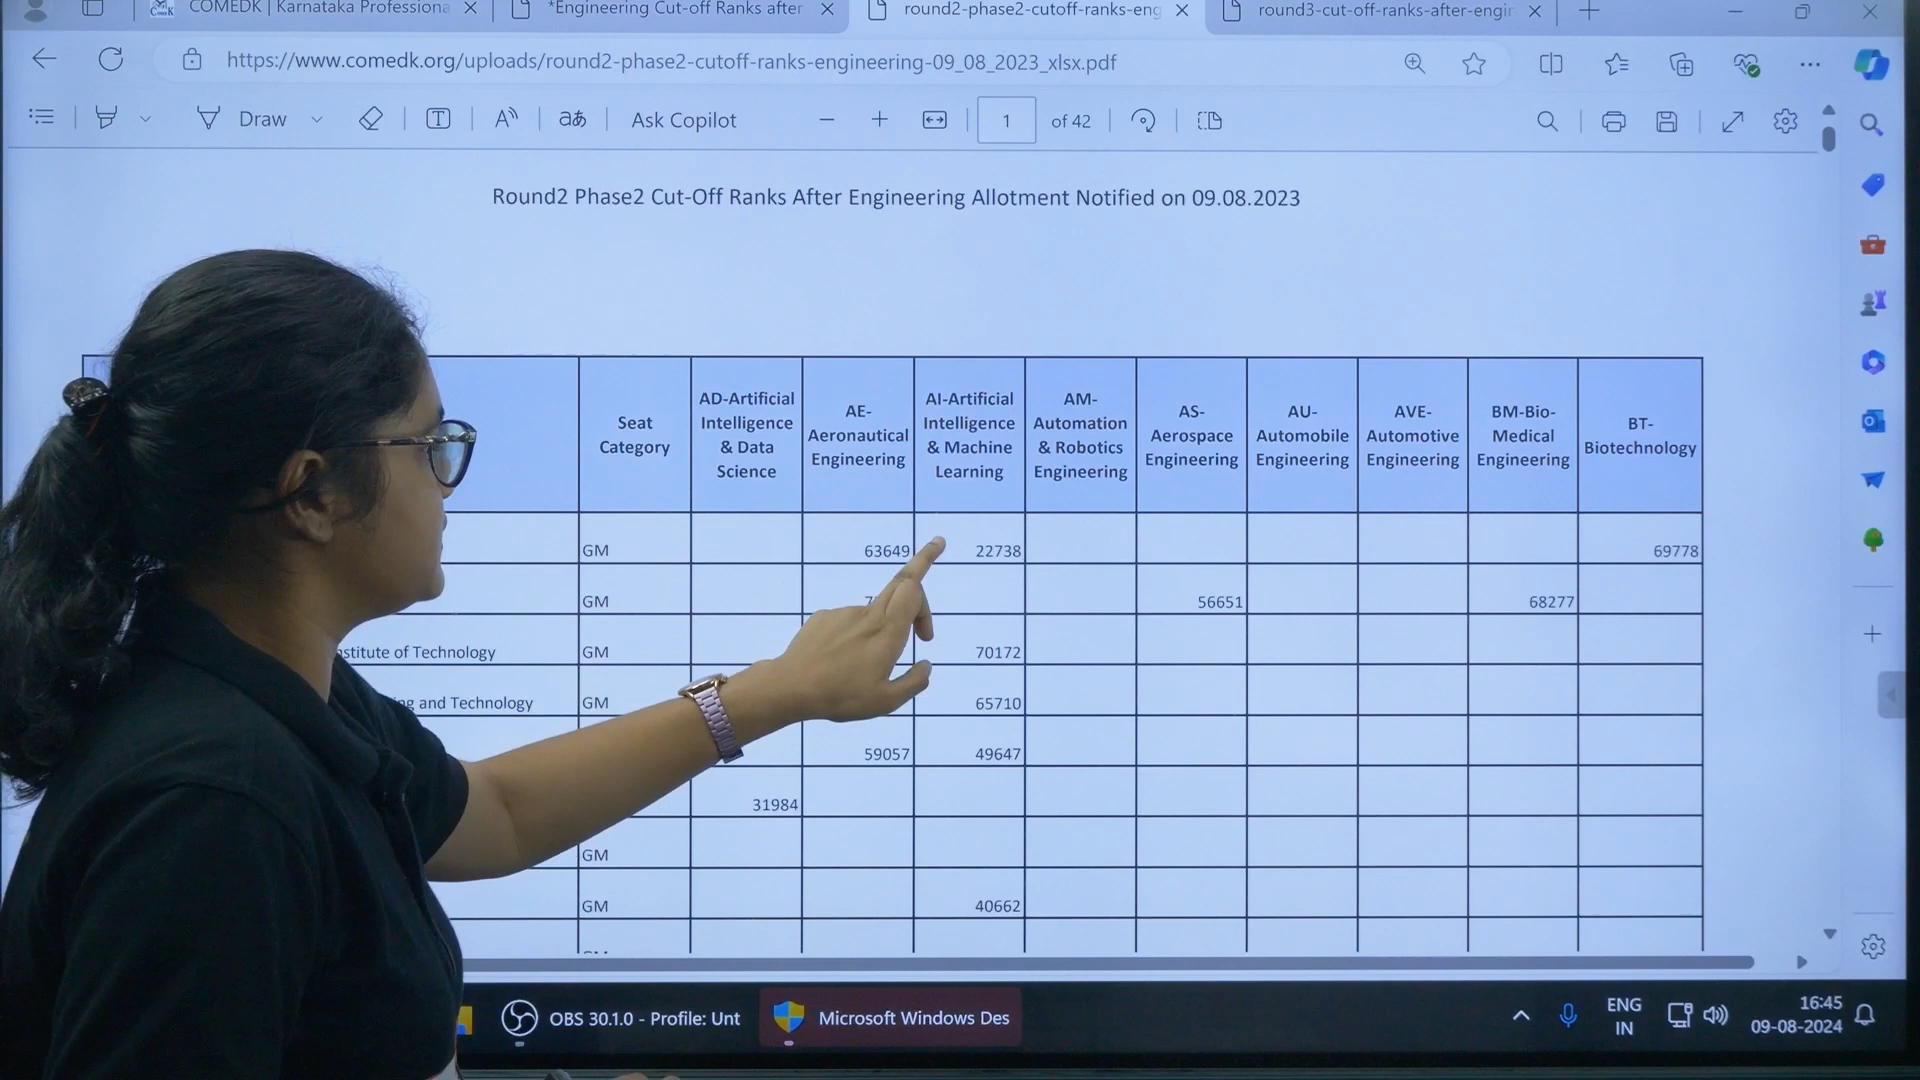 COMEDK | Karnataka Professiona
*Engineering Cut-off Ranks after
round2-phase2-cutoff-ranks-eng
round3-cut-off-ranks-after-engir
https://www.comedk.org/uploads/round2-phase2-cutoff-ranks-engineering-09_08_2023_xlsx.pdf
Draw
T
A
aあ
Ask Copilot
1 of 42
Round2 Phase2 Cut-Off Ranks After Engineering Allotment Notified on 09.08.2023
Seat
Category
AD-Artificial
Intelligence
& Data
Science
AE-
Aeronautical
Engineering
AI-Artificial
Intelligence
& Machine
Learning
AM-
Automation
& Robotics
Engineering
AS-
Aerospace
Engineering
AU-
Automobile
Engineering
AVE-
Automotive
Engineering
BM-Bio-
Medical
Engineering
BT-
Biotechnology
GM 63649 22738 69778
GM 56651 68277
stitute of Technology GM 70172
ng and Technology GM 65710
59057 49647
31984
GM
GM 40662
OBS 30.1.0 - Profile: Unt
Microsoft Windows Des
ENG
IN
16:45
09-08-2024